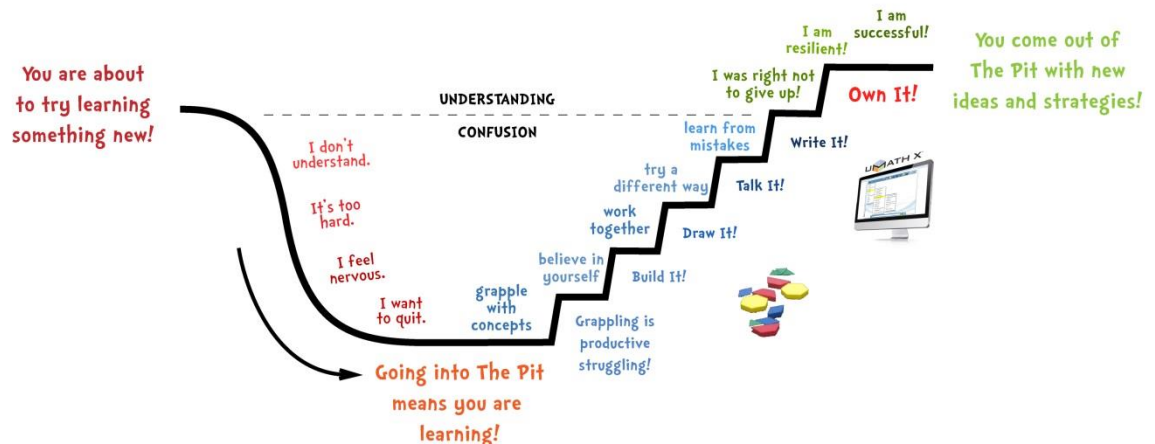 You are about
to try learning
something new!
UNDERSTANDING
CONFUSION
I don't
understand.
It's too
hard.
I feel
nervous.
I want
to quit.
Going into The Pit
means you are
learning!
grapple
with
concepts
Grappling is
productive
struggling!
believe in
yourself
Build It!
work
together
Draw It!
try a
different way
Talk It!
learn from
mistakes
Write It!
I was right not
to give up!
Own It!
I am
resilient!
I am
successful!
You come out of
The Pit with new
ideas and strategies!
UMATH X